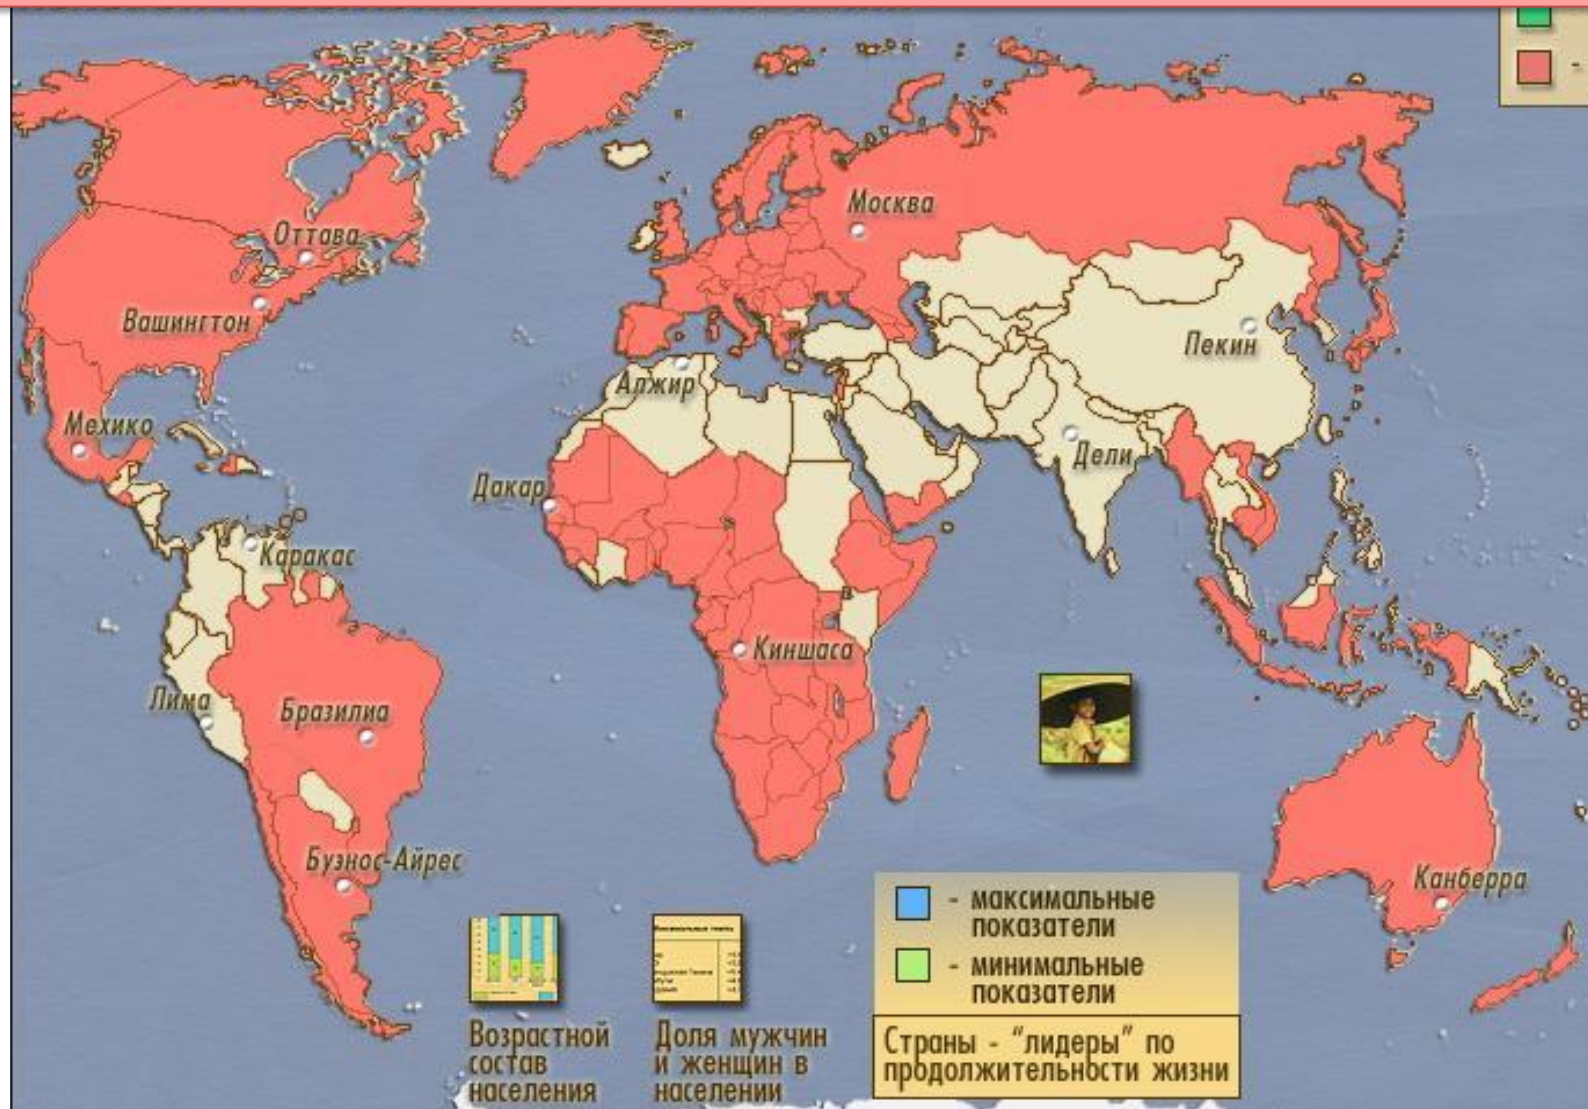 Москва
Оттава
Вашингтон
Пекин
Алжир
Мехико
Дели
Дакар
Каракас
Киншаса
Лима
Бразилиа
Буэнос-Айрес
Канберра
- максимальные
показатели
- минимальные
показатели
Страны - "лидеры" по
продолжительности жизни
Возрастной
состав
населения
Доля мужчин
и женщин в
населении